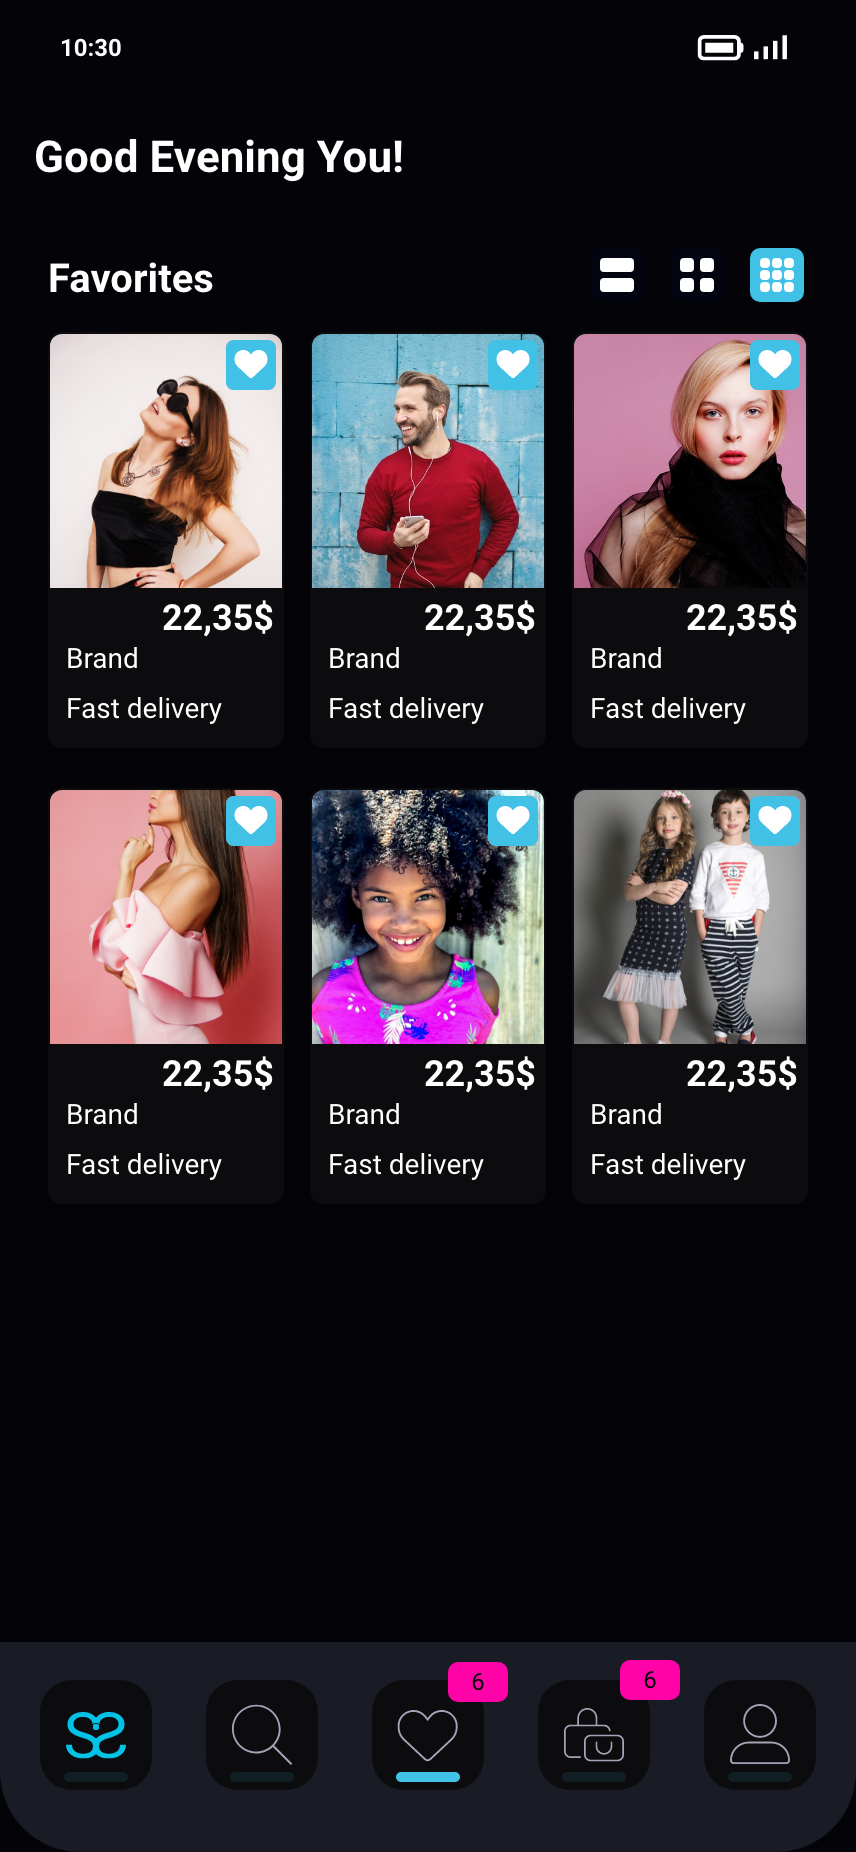 10:30
Good Evening You!
Favorites
22,35$
Brand
Fast delivery
22,35$
Brand
Fast delivery
22,35$
Brand
Fast delivery
22,35$
Brand
Fast delivery
22,35$
Brand
Fast delivery
22,35$
Brand
Fast delivery
6
6